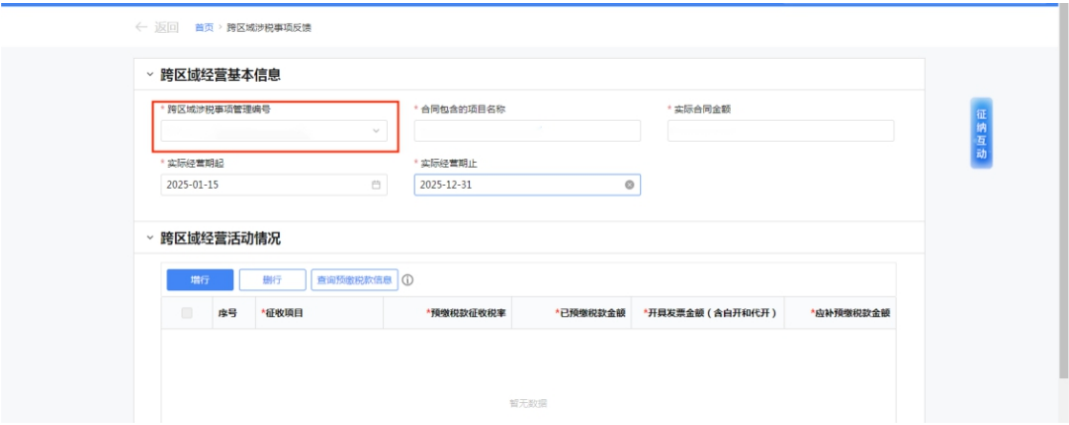 ← 返回 首页 > 跨区域涉税事项反馈
跨区域经营基本信息
* 跨区域涉税事项管理编号 * 合同包含的项目名称 * 实际合同金额
* 实际经营期起 * 实际经营期止
2025-01-15 2025-12-31
征纳互动
跨区域经营活动情况
增行 删行 查询预缴税款信息
序号 *征收项目 *预缴税款征收税率 *已预缴税款金额 *开具发票金额（含自开和代开） *应补预缴税款金额
暂无数据